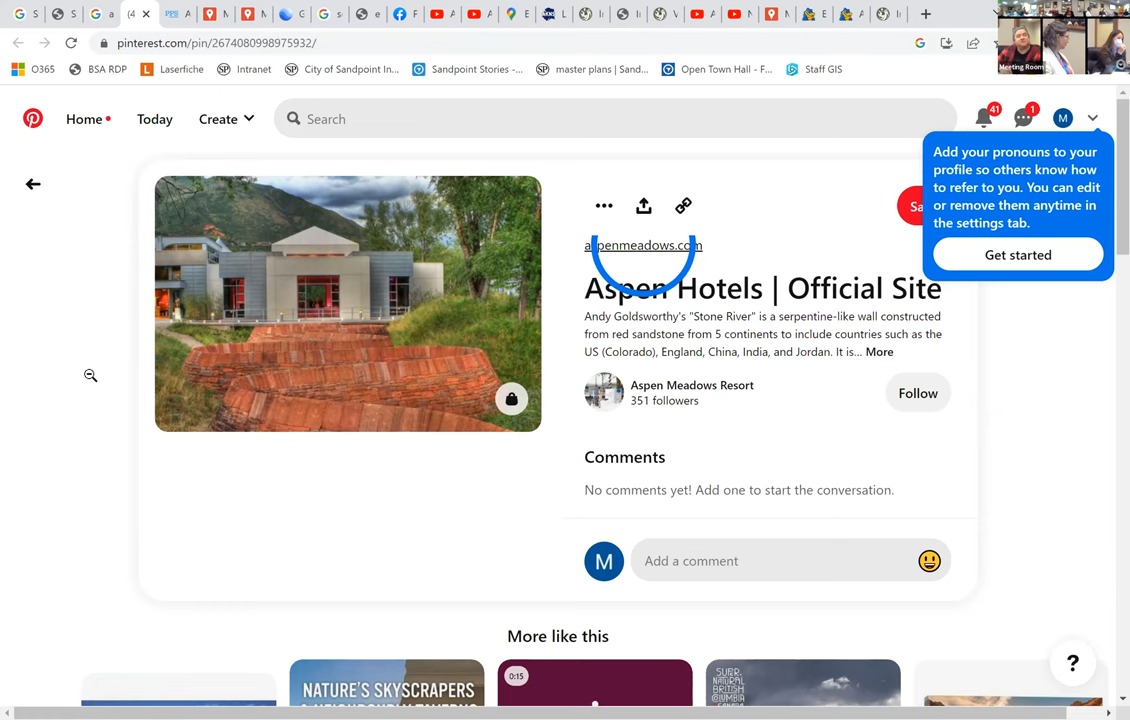 S
S
a
(4
A
M
M
G
s
e
F
A
A
E
L
I
I
V
A
N
M
E
A
I
pinterest.com/pin/2674080998975932/
O365
BSA RDP
Laserfiche
Intranet
City of Sandpoint In...
Sandpoint Stories -...
master plans | Sand...
Open Town Hall - F...
Staff GIS
Meeting Room
Home
Today
Create
Search
41
1
M
Add your pronouns to your
profile so others know how
to refer to you. You can edit
or remove them anytime in
the settings tab.
Get started
Sa
aspenmeadows.com
Aspen Hotels | Official Site
Andy Goldsworthy's "Stone River" is a serpentine-like wall constructed
from red sandstone from 5 continents to include countries such as the
US (Colorado), England, China, India, and Jordan. It is... More
Aspen Meadows Resort
351 followers
Follow
Comments
No comments yet! Add one to start the conversation.
M
Add a comment
More like this
NATURE'S SKYSCRAPERS
0:15
SUPER,
NATURAL
BRITISH
COLUMBIA
?